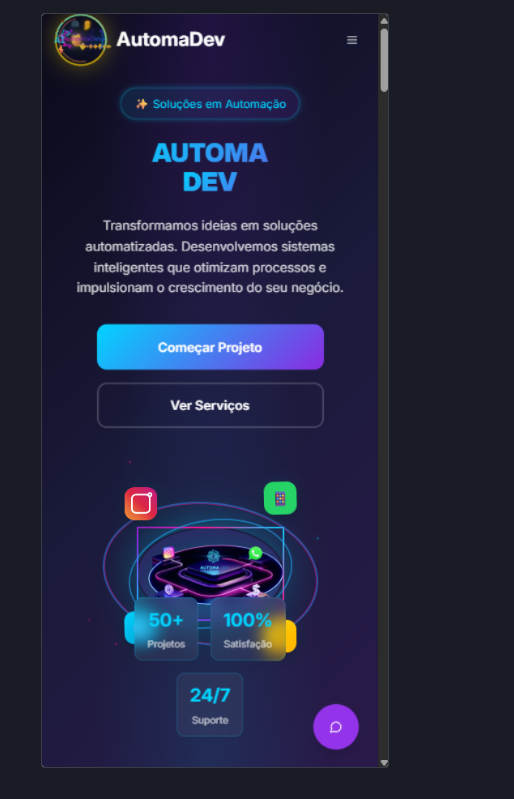 AutomaDev
✨ Soluções em Automação
AUTOMA
DEV
Transformamos ideias em soluções
automatizadas. Desenvolvemos sistemas
inteligentes que otimizam processos e
impulsionam o crescimento do seu negócio.
Começar Projeto
Ver Serviços
50+
100%
Projetos
Satisfação
24/7
Suporte